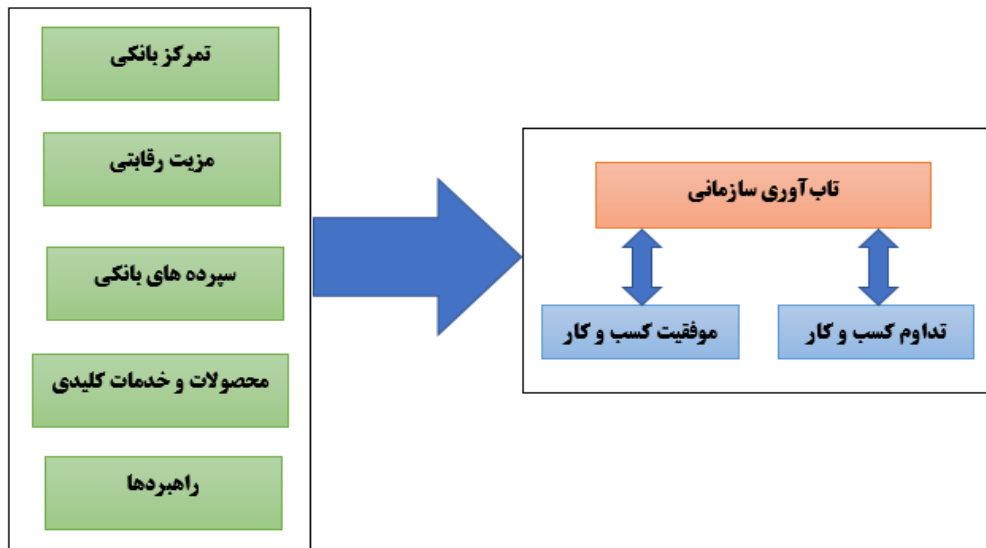 تمرکز بانکی
مزیت رقابتی
سپرده های بانکی
محصولات و خدمات کلیدی
راهبردها
تاب‌آوری سازمانی
موفقیت کسب و کار
تداوم کسب و کار